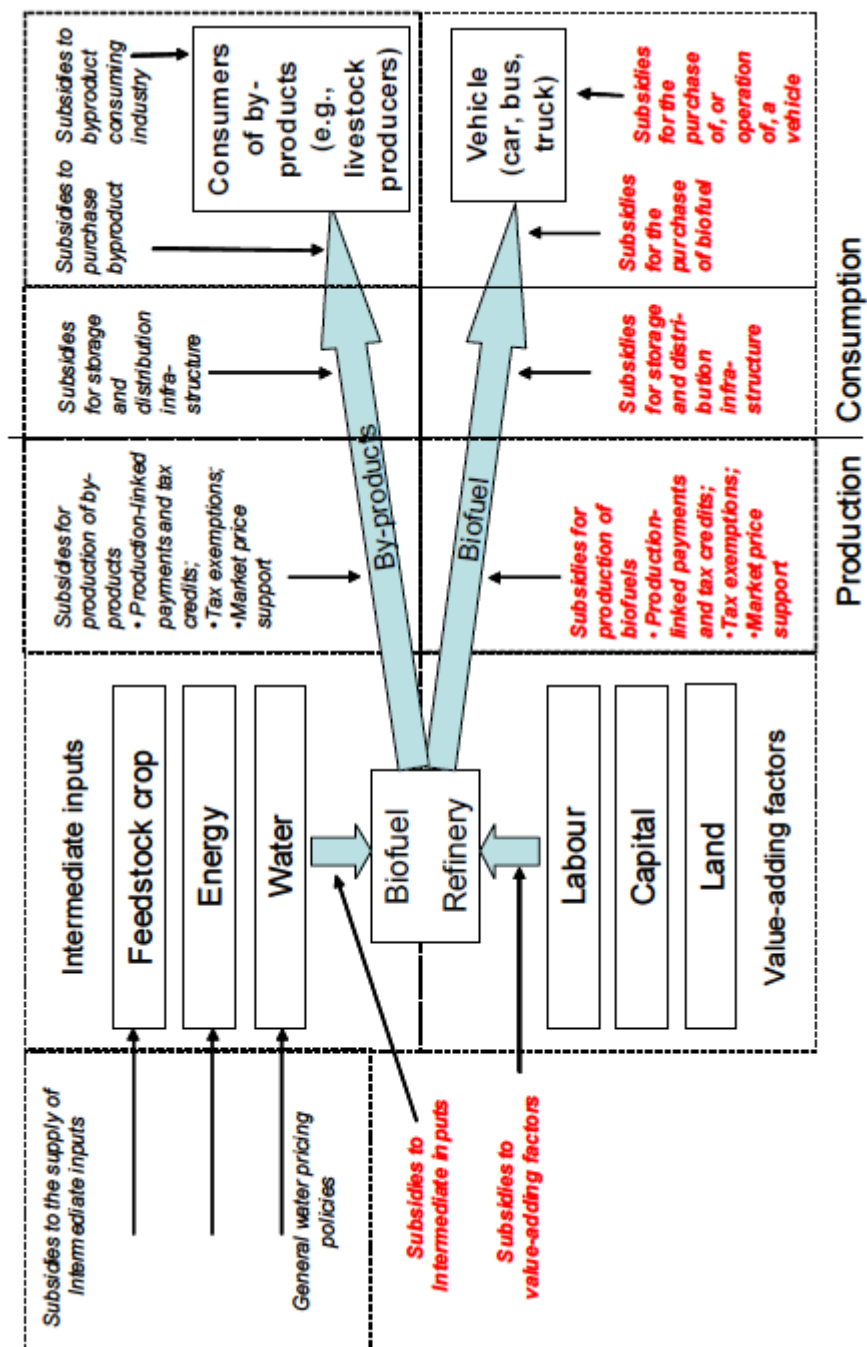 Subsidies to the supply of
Intermediate inputs
General water pricing
policies
Subsidies to
Intermediate inputs
Subsidies to
value-adding factors
Intermediate inputs
Feedstock crop
Energy
Water
Biofuel
Refinery
Labour
Capital
Land
Value-adding factors
Subsidies for
production of by-
products
• Production-linked
payments and tax
credits;
•Tax exemptions;
•Market price
support
By-products
Biofuel
Subsidies for
production of
biofuels
• Production-
linked payments
and tax credits;
•Tax exemptions;
•Market price
support
Subsidies
for storage
and
distribution
infra-
structure
Subsidies
for storage
and distri-
bution
infra-
structure
Subsidies to
purchase
byproduct
Subsidies to
byproduct
consuming
industry
Consumers
of by-
products
(e.g.,
livestock
producers)
Vehicle
(car, bus,
truck)
Subsidies
for the
purchase
of biofuel
Subsidies
for the
purchase
of, or
operation
of, a
vehicle
Production
Consumption